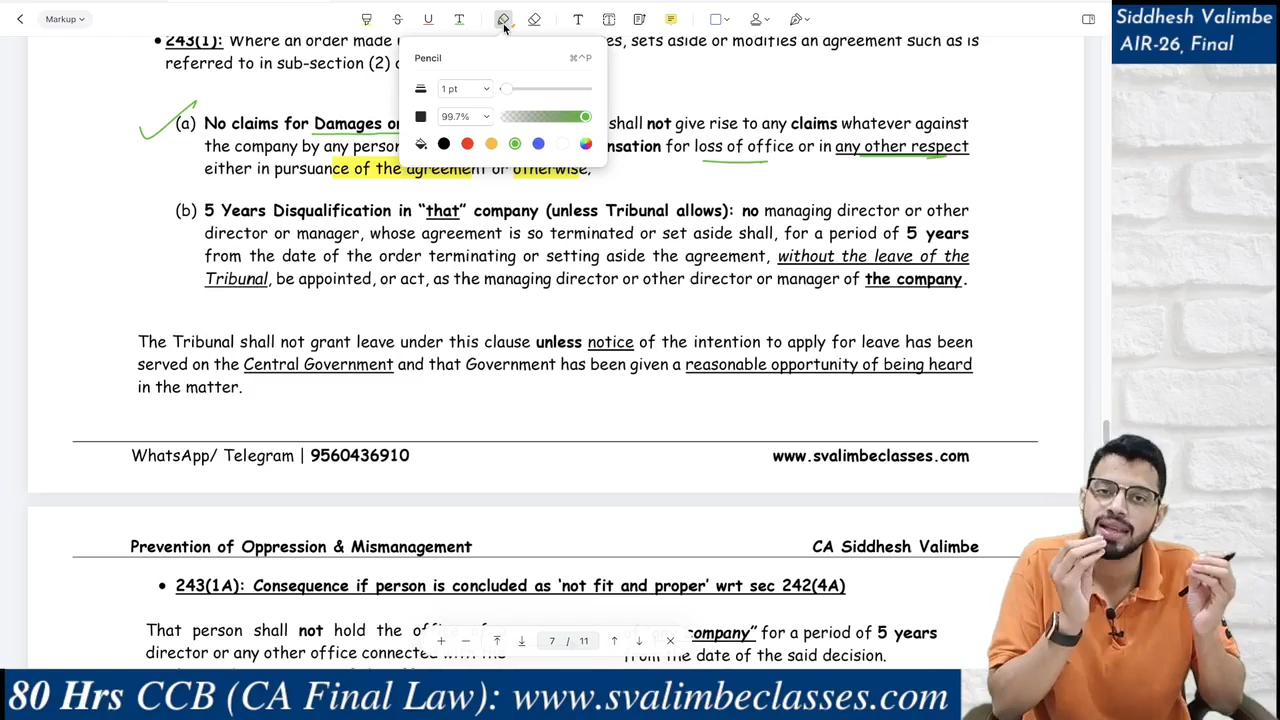 Markup
Siddhesh Valimbe
AIR-26, Final
243(1): Where an order made
es, sets aside or modifies an agreement such as is
referred to in sub-section (2)
Pencil
⌘^P
1 pt
99.7%
(a) No claims for Damages or
shall not give rise to any claims whatever against
the company by any person
nsation for loss of office or in any other respect
either in pursuance of the agreement or otherwise;
(b) 5 Years Disqualification in “that” company (unless Tribunal allows): no managing director or other
director or manager, whose agreement is so terminated or set aside shall, for a period of 5 years
from the date of the order terminating or setting aside the agreement, without the leave of the
Tribunal, be appointed, or act, as the managing director or other director or manager of the company.
The Tribunal shall not grant leave under this clause unless notice of the intention to apply for leave has been
served on the Central Government and that Government has been given a reasonable opportunity of being heard
in the matter.
WhatsApp/ Telegram | 9560436910
www.svalimbeclasses.com
Prevention of Oppression & Mismanagement
CA Siddhesh Valimbe
243(1A): Consequence if person is concluded as ‘not fit and proper’ wrt sec 242(4A)
That person shall not hold the
company” for a period of 5 years
7 / 11
director or any other office connected with the
from the date of the said decision.
80 Hrs CCB (CA Final Law): www.svalimbeclasses.com